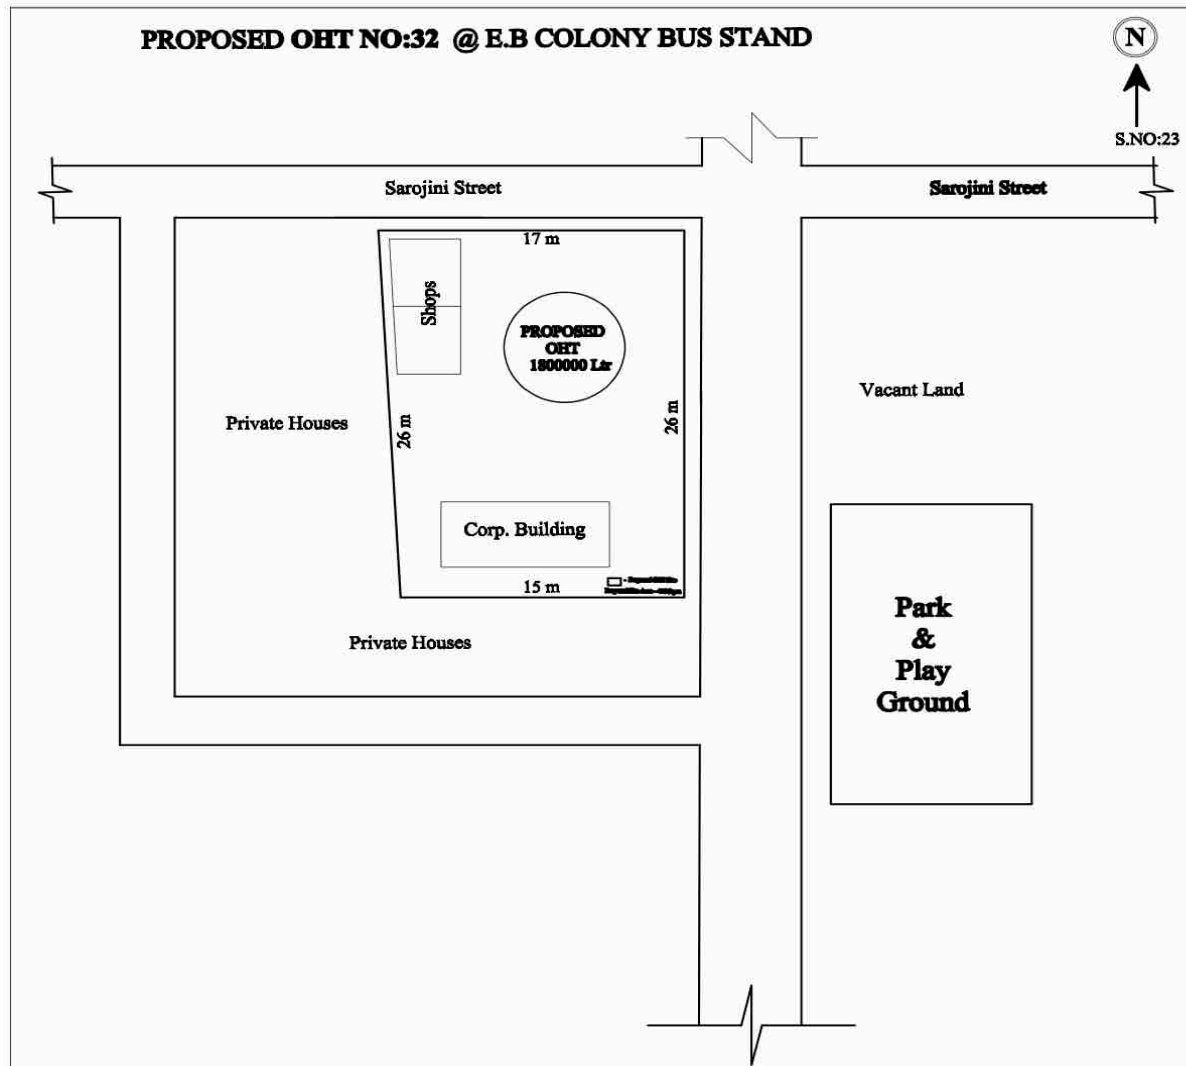 PROPOSED OHT NO:32 @ E.B COLONY BUS STAND
N
S.NO:23
Sarojini Street
Sarojini Street
17 m
Shops
PROPOSED
OHT
1800000 Ltr
Vacant Land
Private Houses
26 m
26 m
Corp. Building
15 m
Private Houses
Park
&
Play
Ground